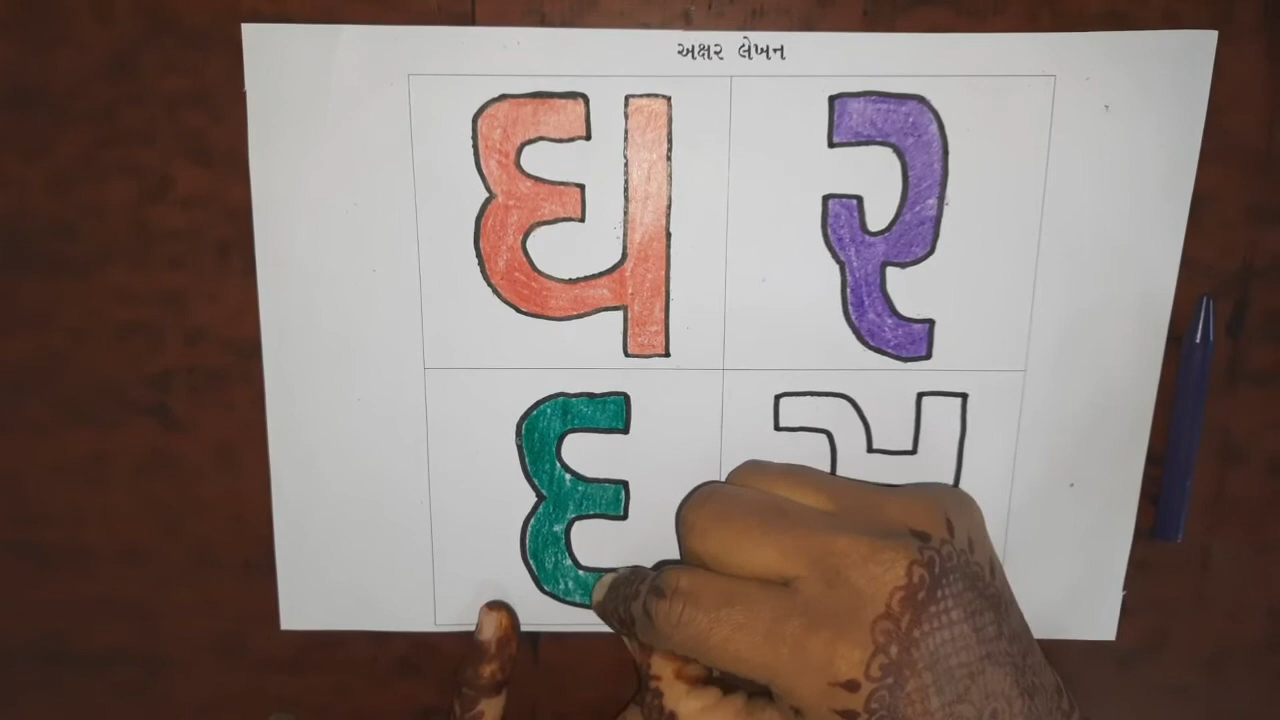 અક્ષર લેખન
ઘ ર
દ